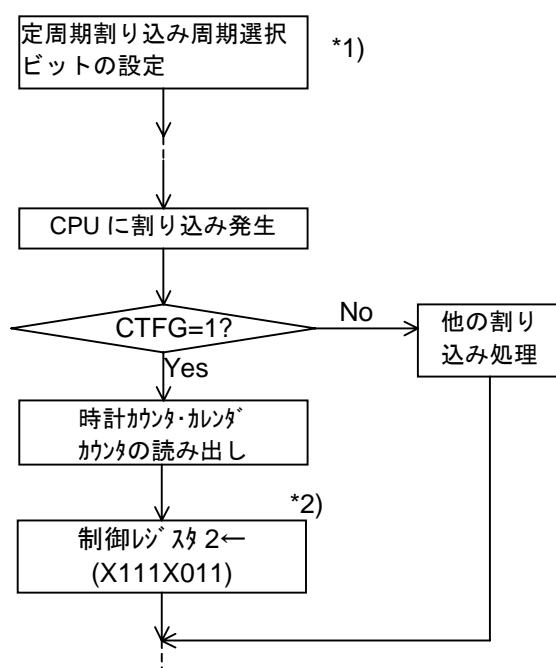 定周期割り込み周期選択
ビットの設定
*1)
CPU に割り込み発生
CTFG=1?
No
他の割り
込み処理
Yes
時計ｶｳﾝﾀ･ｶﾚﾝﾀﾞ
ｶｳﾝﾀの読み出し
*2)
制御ﾚｼﾞｽﾀ 2←
(X111X011)